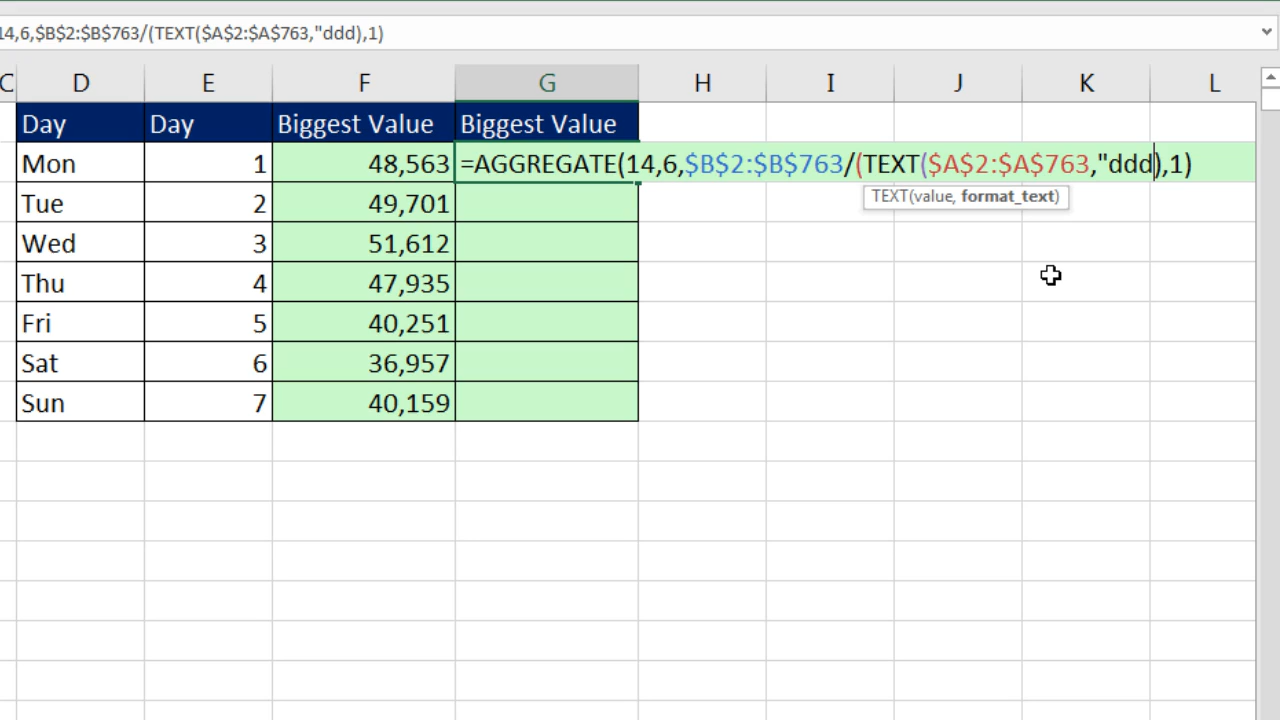 14,6,$B$2:$B$763/(TEXT($A$2:$A$763,"ddd),1)
C D E F G H I J K L
Day Day Biggest Value Biggest Value
Mon 1 48,563 =AGGREGATE(14,6,$B$2:$B$763/(TEXT($A$2:$A$763,"ddd),1)
TEXT(value, format_text)
Tue 2 49,701
Wed 3 51,612
Thu 4 47,935
Fri 5 40,251
Sat 6 36,957
Sun 7 40,159